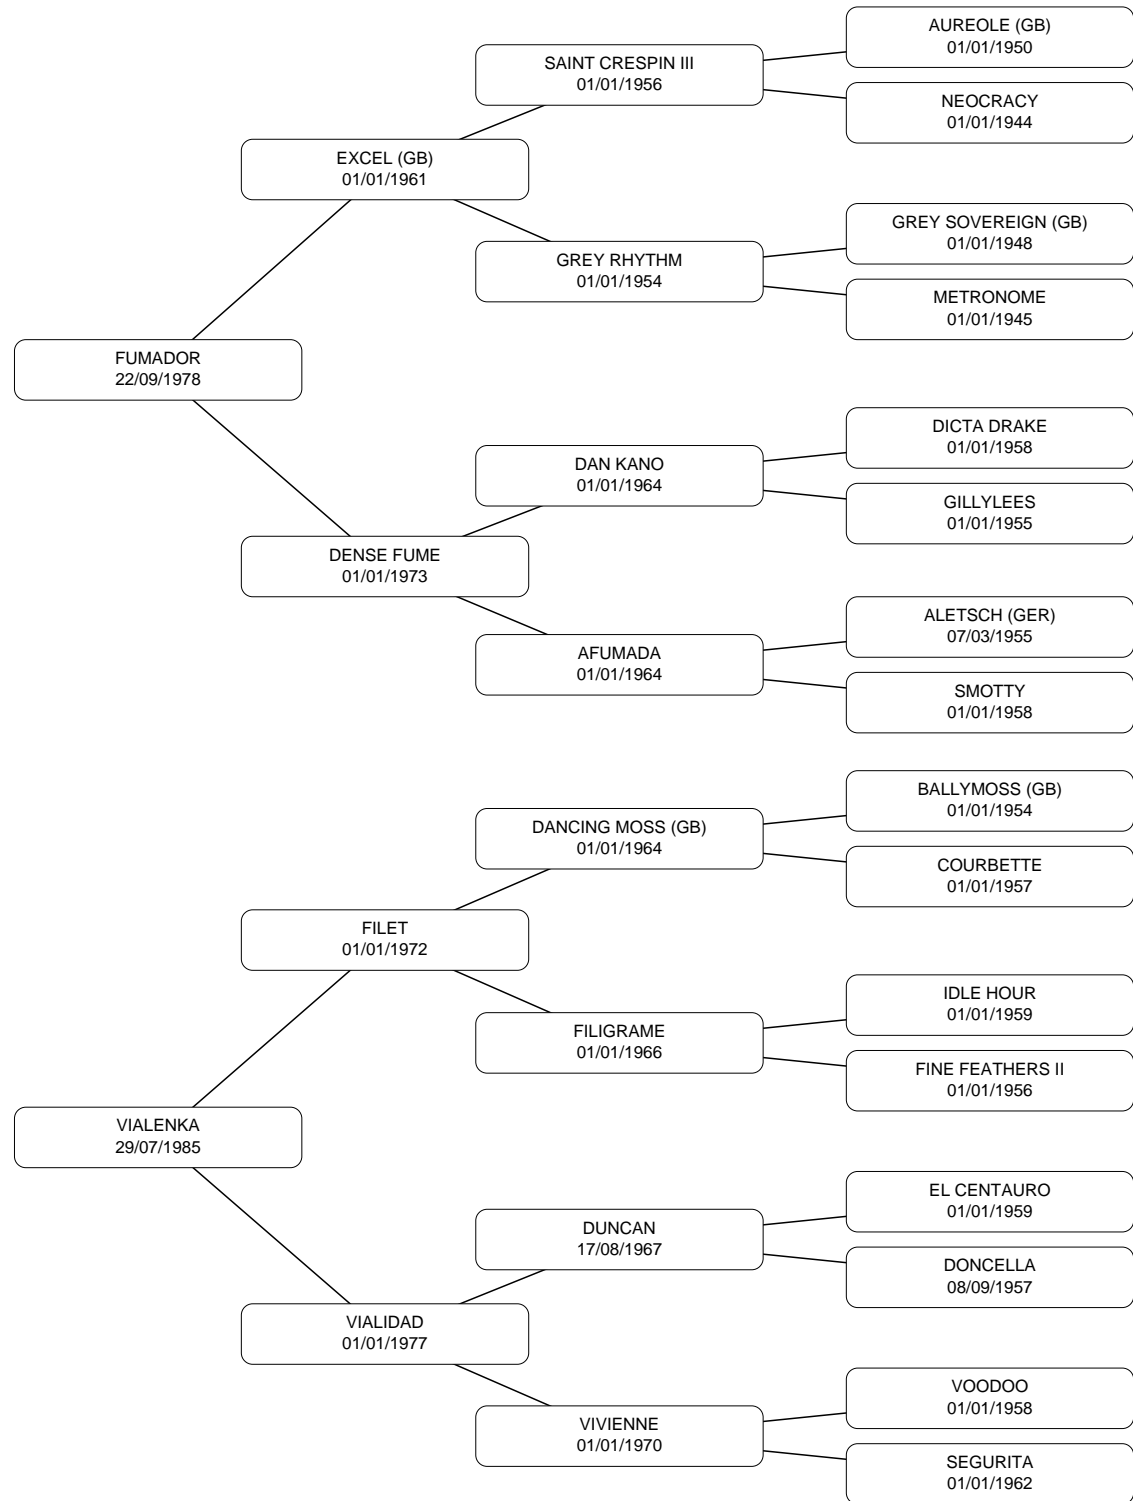 AUREOLE (GB)
01/01/1950
SAINT CRESPIN III
01/01/1956
NEOCRACY
01/01/1944
EXCEL (GB)
01/01/1961
GREY SOVEREIGN (GB)
01/01/1948
GREY RHYTHM
01/01/1954
METRONOME
01/01/1945
FUMADOR
22/09/1978
DICTA DRAKE
01/01/1958
DAN KANO
01/01/1964
GILLYLEES
01/01/1955
DENSE FUME
01/01/1973
ALETSCH (GER)
07/03/1955
AFUMADA
01/01/1964
SMOTTY
01/01/1958
BALLYMOSS (GB)
01/01/1954
DANCING MOSS (GB)
01/01/1964
COURBETTE
01/01/1957
FILET
01/01/1972
IDLE HOUR
01/01/1959
FILIGRAME
01/01/1966
FINE FEATHERS II
01/01/1956
VIALENKA
29/07/1985
EL CENTAURO
01/01/1959
DUNCAN
17/08/1967
DONCELLA
08/09/1957
VIALIDAD
01/01/1977
VOODOO
01/01/1958
VIVIENNE
01/01/1970
SEGURITA
01/01/1962